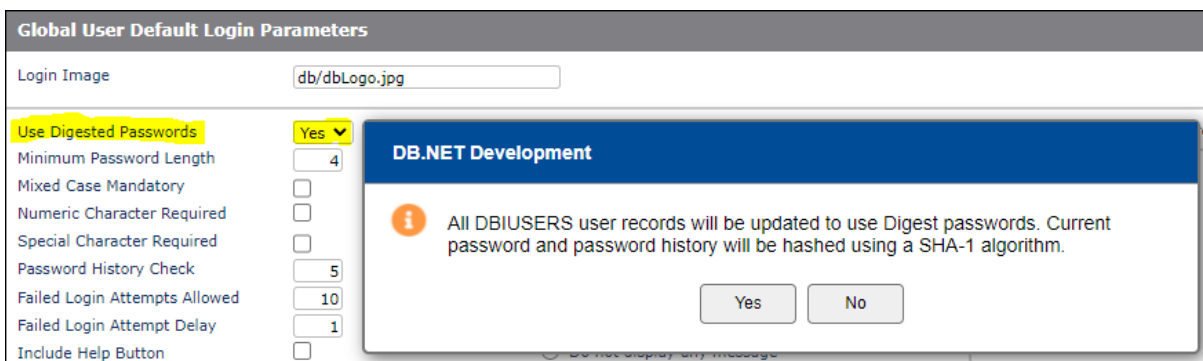 Global User Default Login Parameters
Login Image db/dbLogo.jpg
Use Digested Passwords Yes
Minimum Password Length 4
Mixed Case Mandatory
Numeric Character Required
Special Character Required
Password History Check 5
Failed Login Attempts Allowed 10
Failed Login Attempt Delay 1
Include Help Button
DB.NET Development
All DBIUSERS user records will be updated to use Digest passwords. Current
password and password history will be hashed using a SHA-1 algorithm.
Yes No
Do not display any message